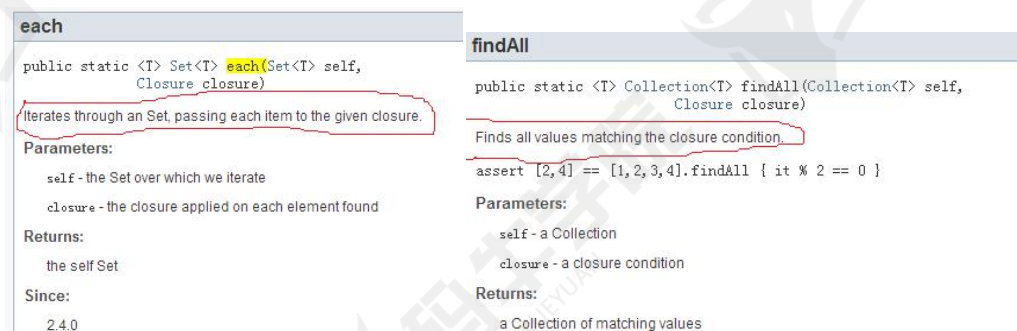 each
public static <T> Set<T> each(Set<T> self,
Closure closure)
Iterates through an Set, passing each item to the given closure.
Parameters:
self - the Set over which we iterate
closure - the closure applied on each element found
Returns:
the self Set
Since:
2.4.0
findAll
public static <T> Collection<T> findAll(Collection<T> self,
Closure closure)
Finds all values matching the closure condition.
assert [2,4] == [1,2,3,4].findAll { it % 2 == 0 }
Parameters:
self - a Collection
closure - a closure condition
Returns:
a Collection of matching values